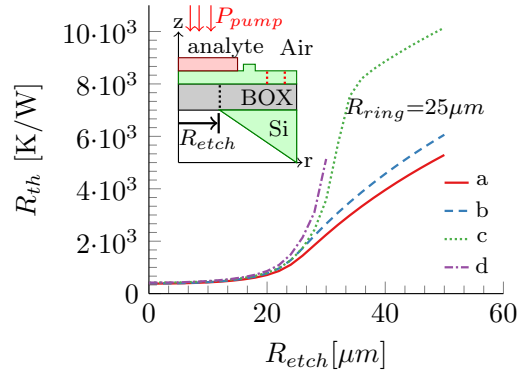 z
P_pump
analyte
Air
BOX
R_etch
Si
r
R_ring=25μm
R_th [K/W]
10·10³
8·10³
6·10³
4·10³
2·10³
0
0
20
40
60
R_etch[μm]
a
b
c
d